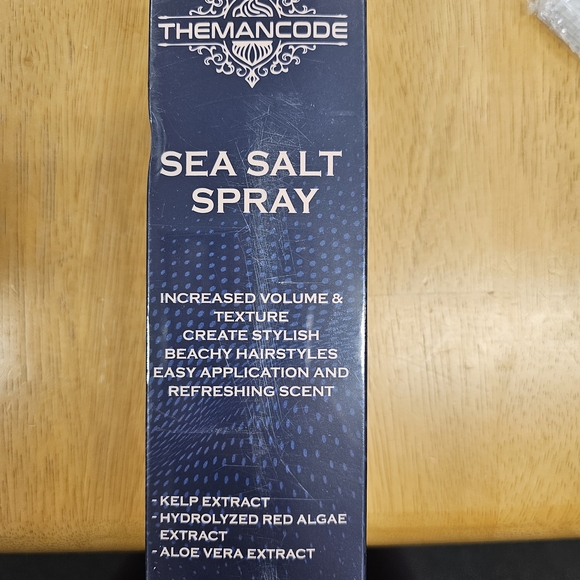 THEMANCODE
SEA SALT
SPRAY
INCREASED VOLUME &
TEXTURE
CREATE STYLISH
BEACHY HAIRSTYLES
EASY APPLICATION AND
REFRESHING SCENT
- KELP EXTRACT
- HYDROLYZED RED ALGAE
EXTRACT
- ALOE VERA EXTRACT